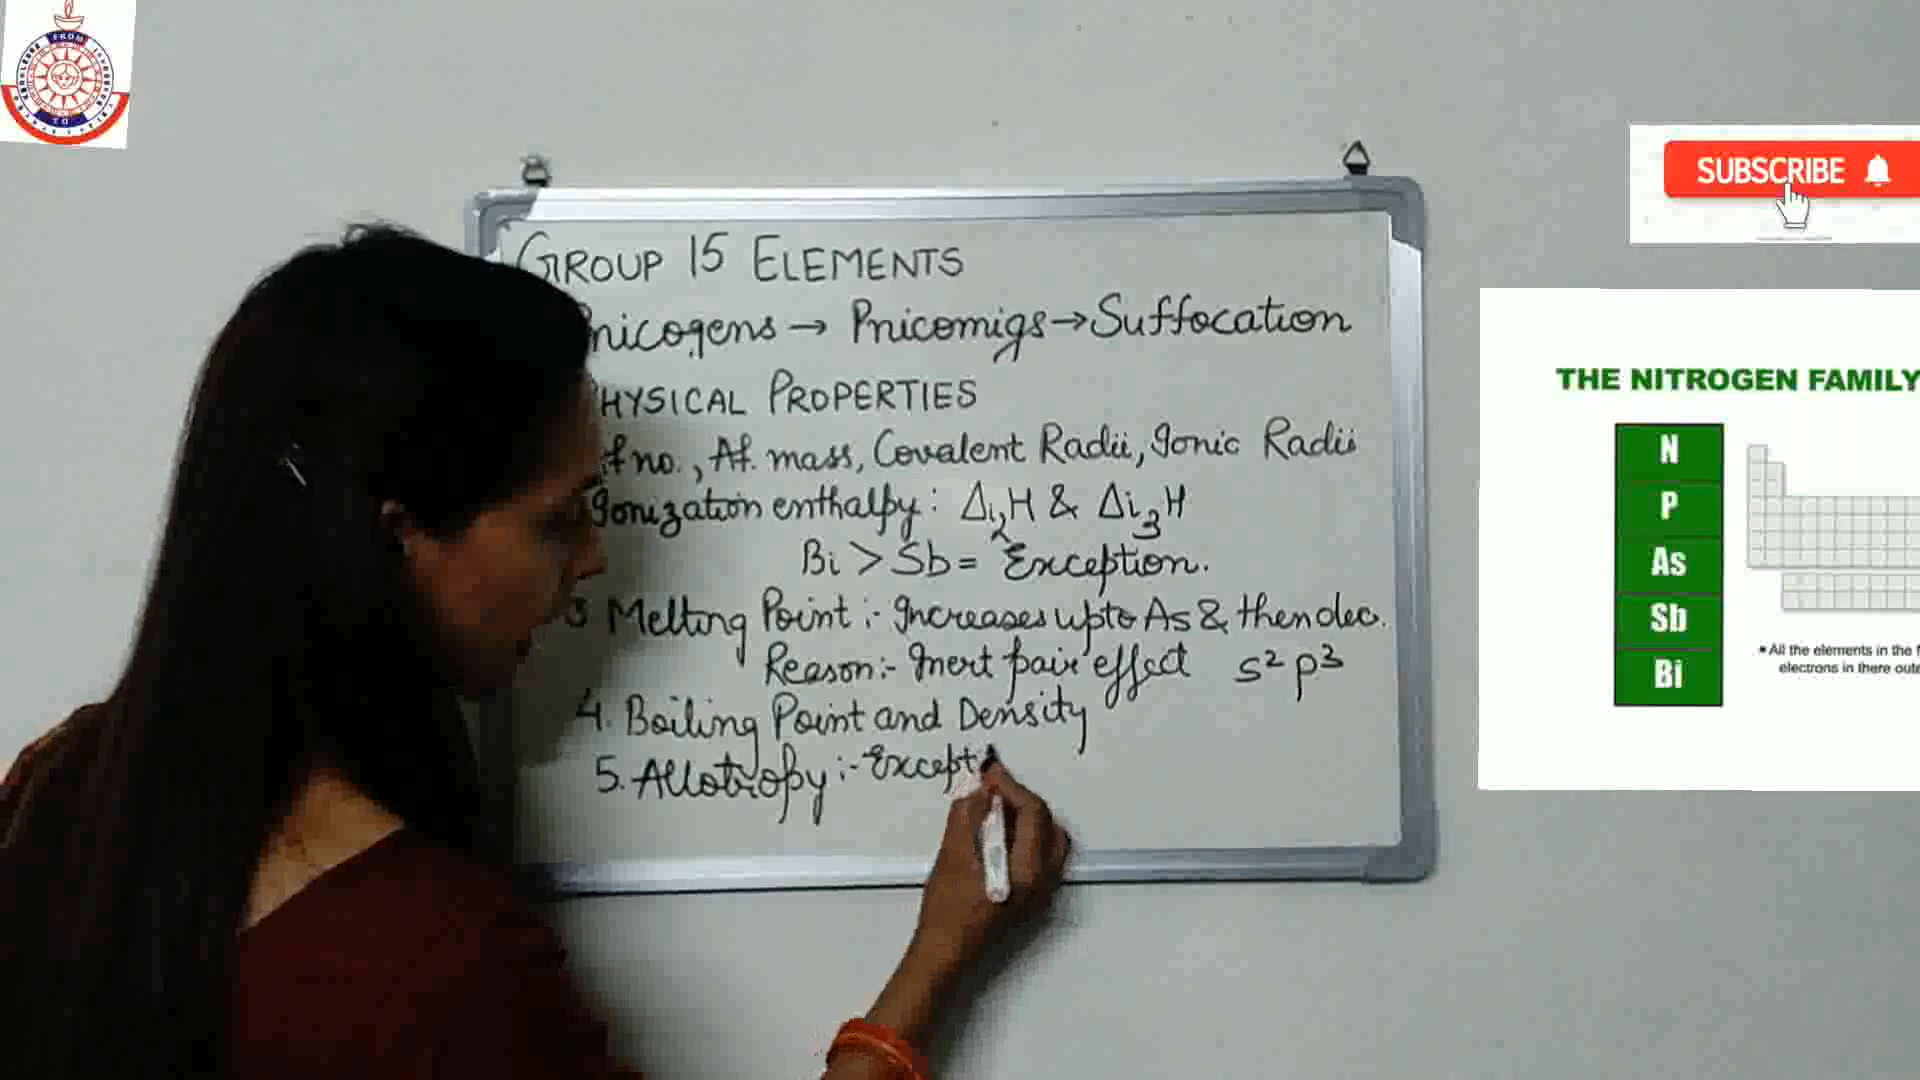 FROM
TO
SUBSCRIBE
GROUP 15 ELEMENTS
nicogens → Pnicomigs → Suffocation
HYSICAL PROPERTIES
t no., At. mass, Covalent Radii, Ionic Radii
Ionization enthalpy : Δi₂H & Δi₃H
Bi > Sb = Exception.
3 Melting Point :- Increases upto As & then dec.
Reason:- Inert pair effect s² p³
4. Boiling Point and Density
5. Allotropy :- Except
THE NITROGEN FAMILY
N
P
As
Sb
Bi
• All the elements in the f
electrons in there oute